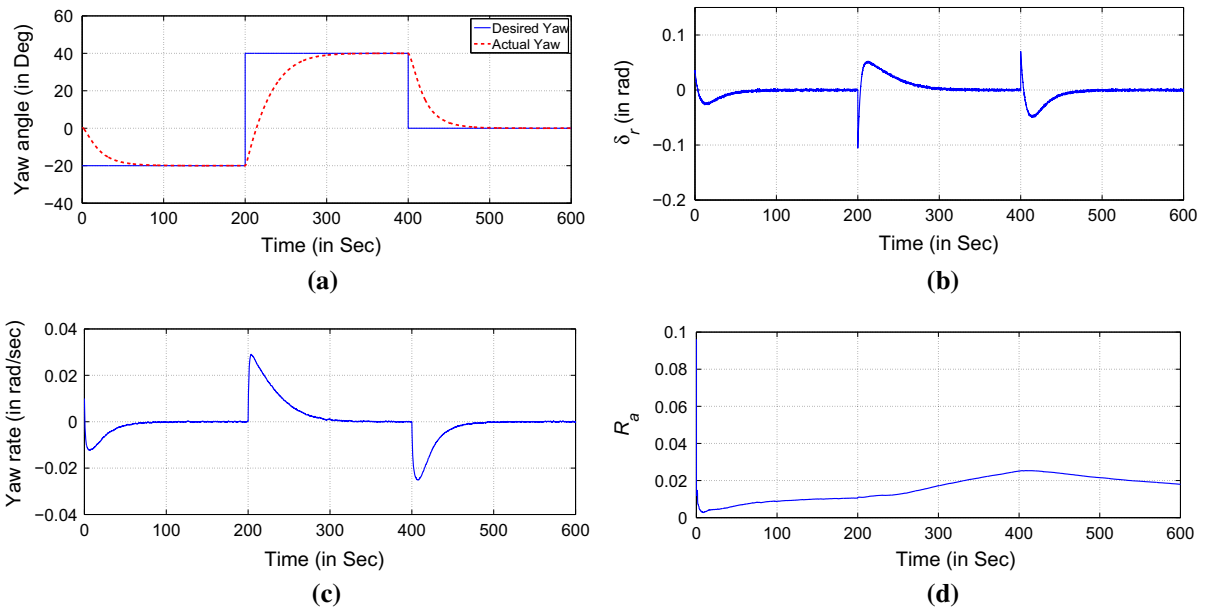 60
40
20
0
−20
−40
Yaw angle (in Deg)
Desired Yaw
Actual Yaw
0 100 200 300 400 500 600
Time (in Sec)
(a)
0.1
0
−0.1
−0.2
δr (in rad)
0 100 200 300 400 500 600
Time (in Sec)
(b)
0.04
0.02
0
−0.02
−0.04
Yaw rate (in rad/sec)
0 100 200 300 400 500 600
Time (in Sec)
(c)
0.1
0.08
0.06
0.04
0.02
0
Ra
0 100 200 300 400 500 600
Time (in Sec)
(d)